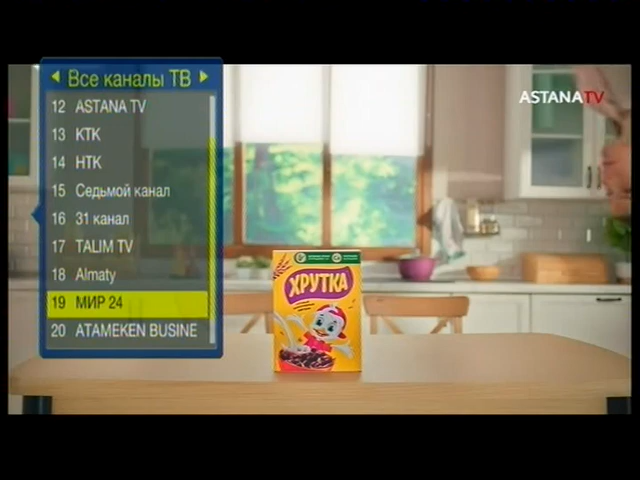 Все каналы ТВ
12 ASTANA TV
13 КТК
14 НТК
15 Седьмой канал
16 31 канал
17 TALIM TV
18 Almaty
19 МИР 24
20 ATAMEKEN BUSINE
ASTANATV
ХРУТКА